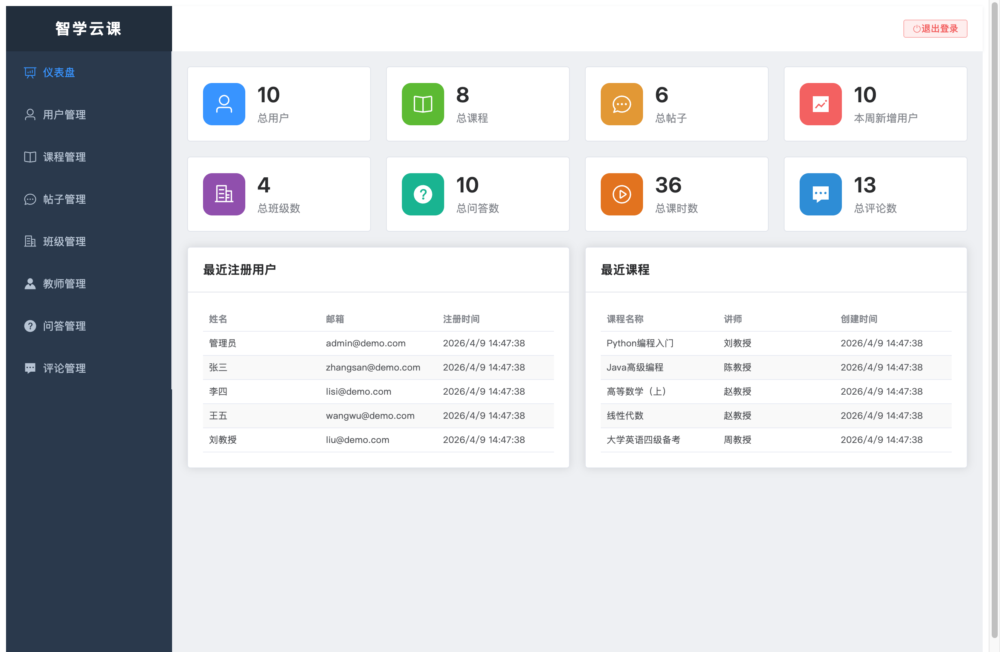 智学云课
退出登录
仪表盘
用户管理
课程管理
帖子管理
班级管理
教师管理
问答管理
评论管理
10
总用户
8
总课程
6
总帖子
10
本周新增用户
4
总班级数
10
总问答数
36
总课时数
13
总评论数
最近注册用户
姓名 邮箱 注册时间
管理员 admin@demo.com 2026/4/9 14:47:38
张三 zhangsan@demo.com 2026/4/9 14:47:38
李四 lisi@demo.com 2026/4/9 14:47:38
王五 wangwu@demo.com 2026/4/9 14:47:38
刘教授 liu@demo.com 2026/4/9 14:47:38
最近课程
课程名称 讲师 创建时间
Python编程入门 刘教授 2026/4/9 14:47:38
Java高级编程 陈教授 2026/4/9 14:47:38
高等数学（上） 赵教授 2026/4/9 14:47:38
线性代数 赵教授 2026/4/9 14:47:38
大学英语四级备考 周教授 2026/4/9 14:47:38